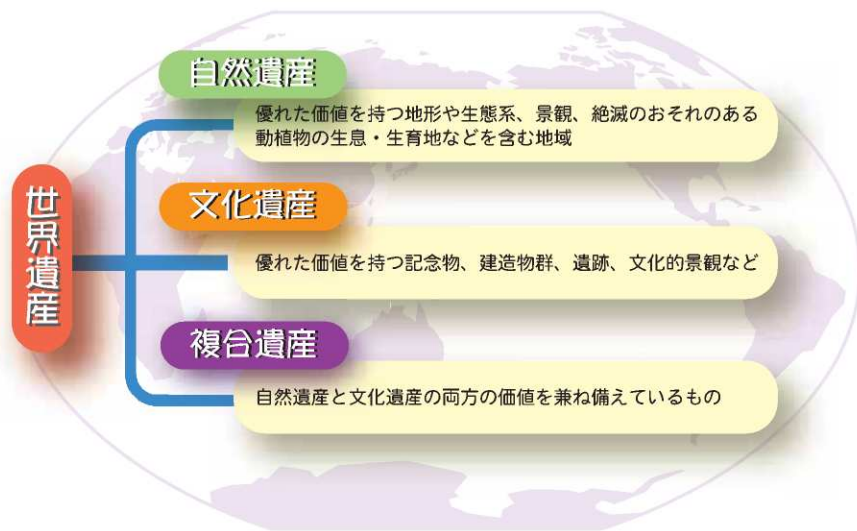 世界遺産
自然遺産
優れた価値を持つ地形や生態系、景観、絶滅のおそれのある
動植物の生息・生育地などを含む地域
文化遺産
優れた価値を持つ記念物、建造物群、遺跡、文化的景観など
複合遺産
自然遺産と文化遺産の両方の価値を兼ね備えているもの